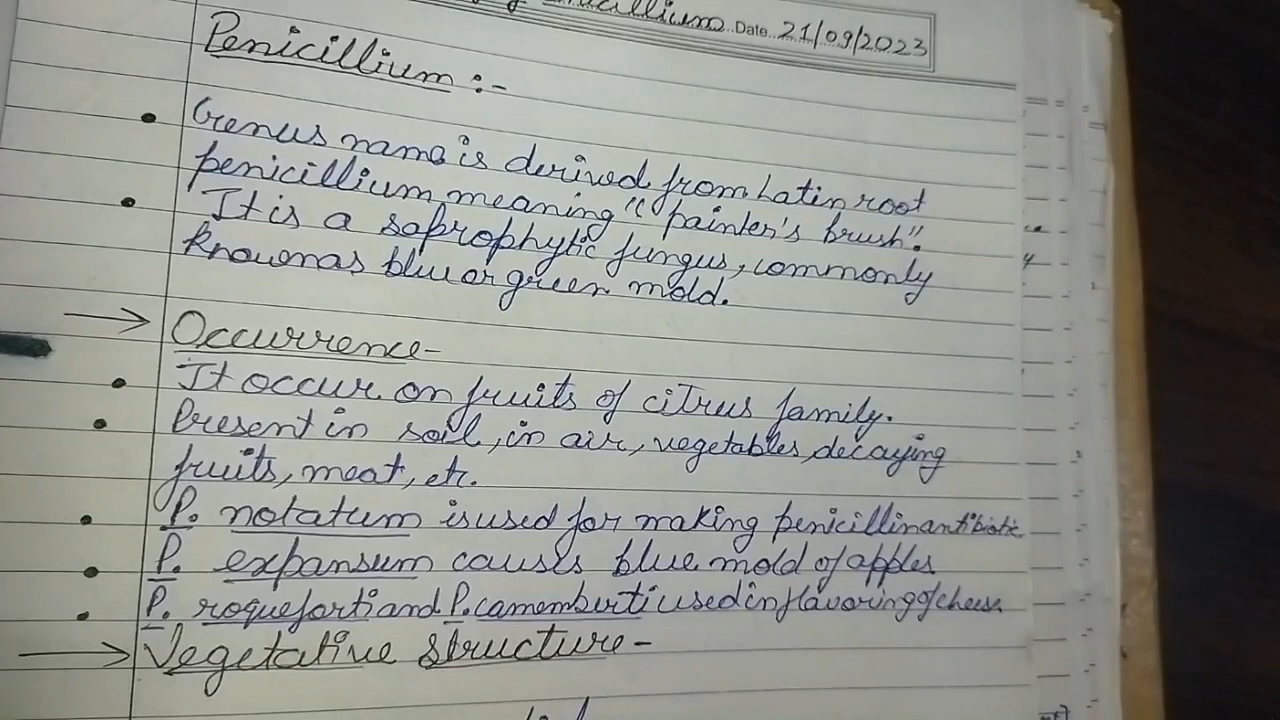 Penicillium Date 21/09/2023
Penicillium :-
• Genus name is derived from Latin root
penicillium, meaning "painter's brush".
• It is a saprophytic fungus, commonly
known as blue or green mold.
→ Occurrence-
• It occur on fruits of citrus family.
• Present in soil, in air, vegetables, decaying
fruits, meat, etc.
• P. notatum is used for making penicillin antibiotic
• P. expansum causes blue mold of apples
• P. roqueforti and P. camemberti used in flavoring of cheese.
→ Vegetative structure-